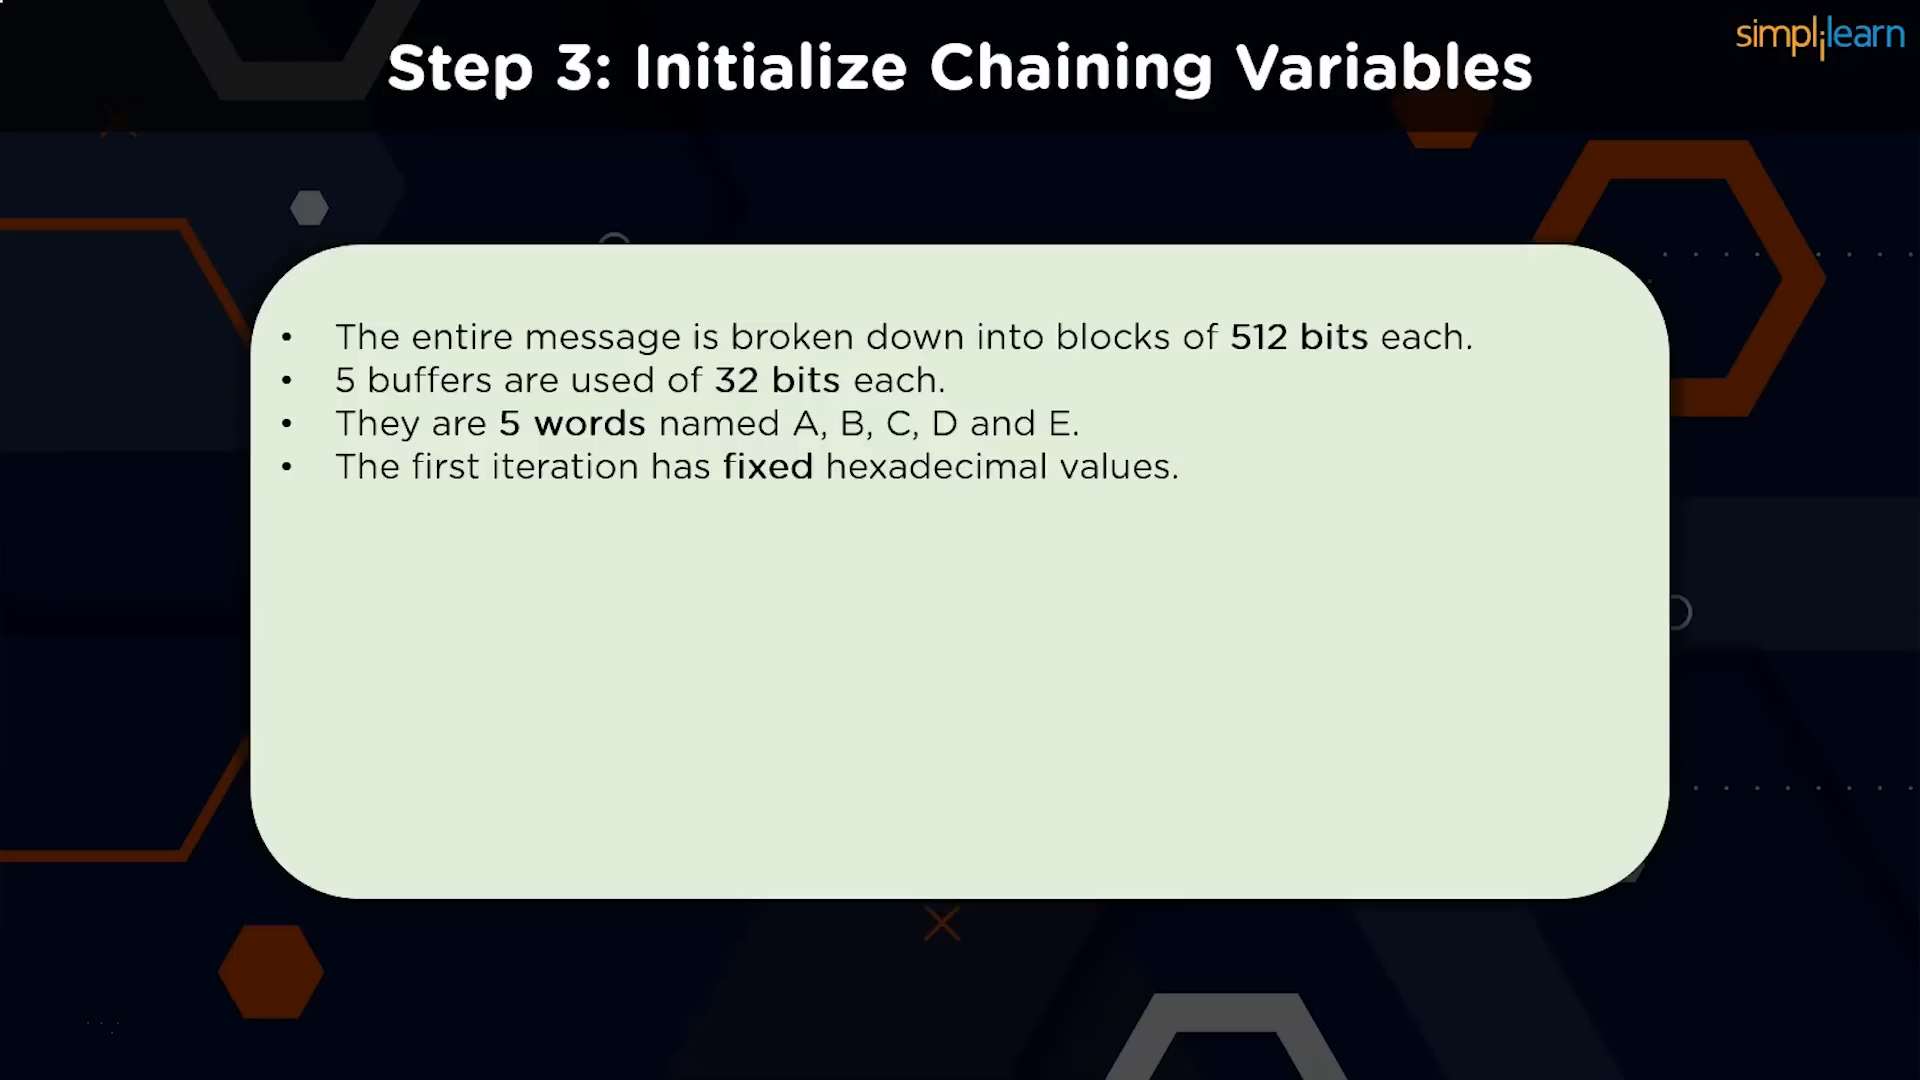 Step 3: Initialize Chaining Variables
simplilearn
• The entire message is broken down into blocks of 512 bits each.
• 5 buffers are used of 32 bits each.
• They are 5 words named A, B, C, D and E.
• The first iteration has fixed hexadecimal values.